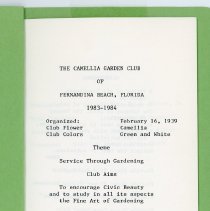 THE CAMELLIA GARDEN CLUB
OF
FERNANDINA BEACH, FLORIDA
1983-1984
Organized: February 16, 1939
Club Flower Camellia
Club Colors Green and White
Theme
Service Through Gardening
Club Aims
To encourage Civic Beauty
and to study in all its aspects
the Fine Art of Gardening